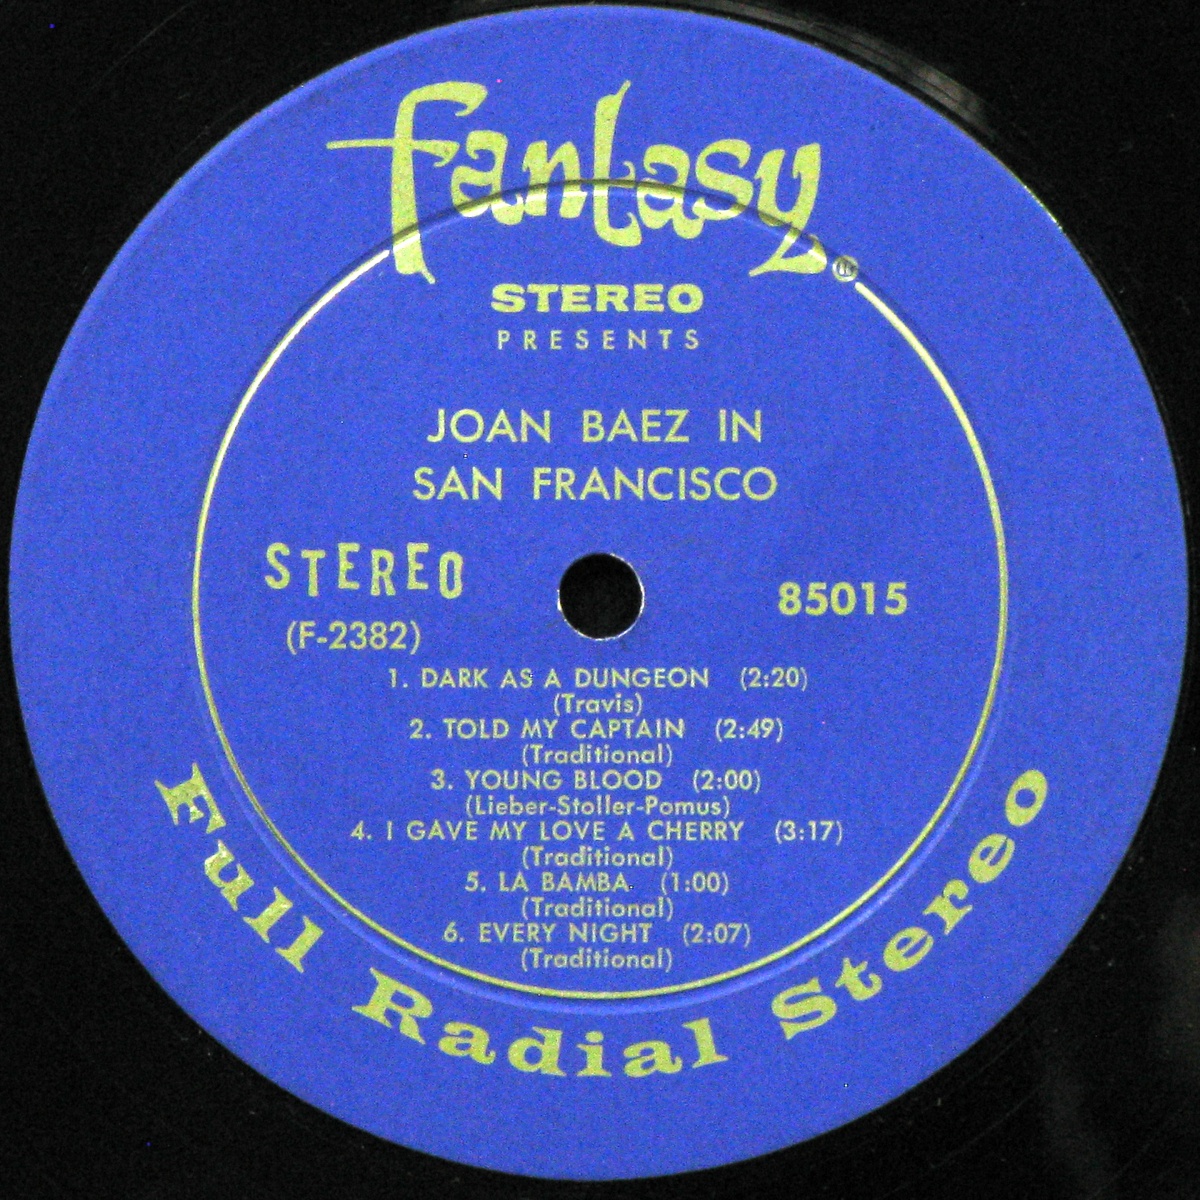 Fantasy®
STEREO
PRESENTS
JOAN BAEZ IN
SAN FRANCISCO
STEREO
85015
(F-2382)
1. DARK AS A DUNGEON (2:20)
(Travis)
2. TOLD MY CAPTAIN (2:49)
(Traditional)
3. YOUNG BLOOD (2:00)
(Lieber-Stoller-Pomus)
4. I GAVE MY LOVE A CHERRY (3:17)
(Traditional)
5. LA BAMBA (1:00)
(Traditional)
6. EVERY NIGHT (2:07)
(Traditional)
Full Radial Stereo